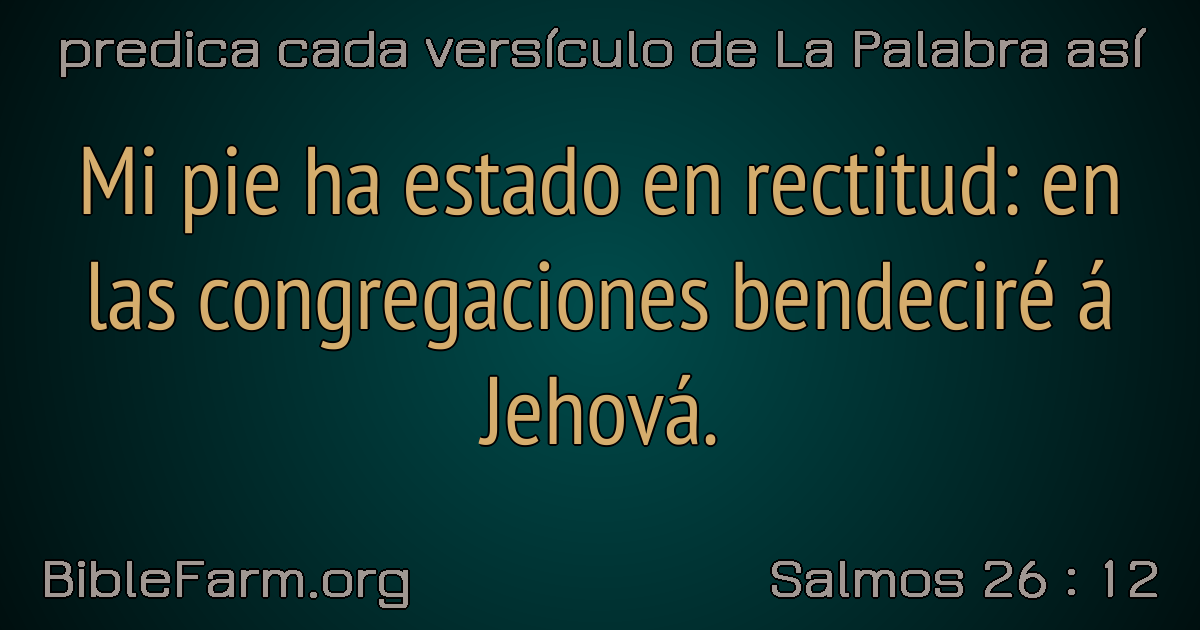 predica cada versículo de La Palabra así
Mi pie ha estado en rectitud: en
las congregaciones bendeciré á
Jehová.
BibleFarm.org
Salmos 26 : 12